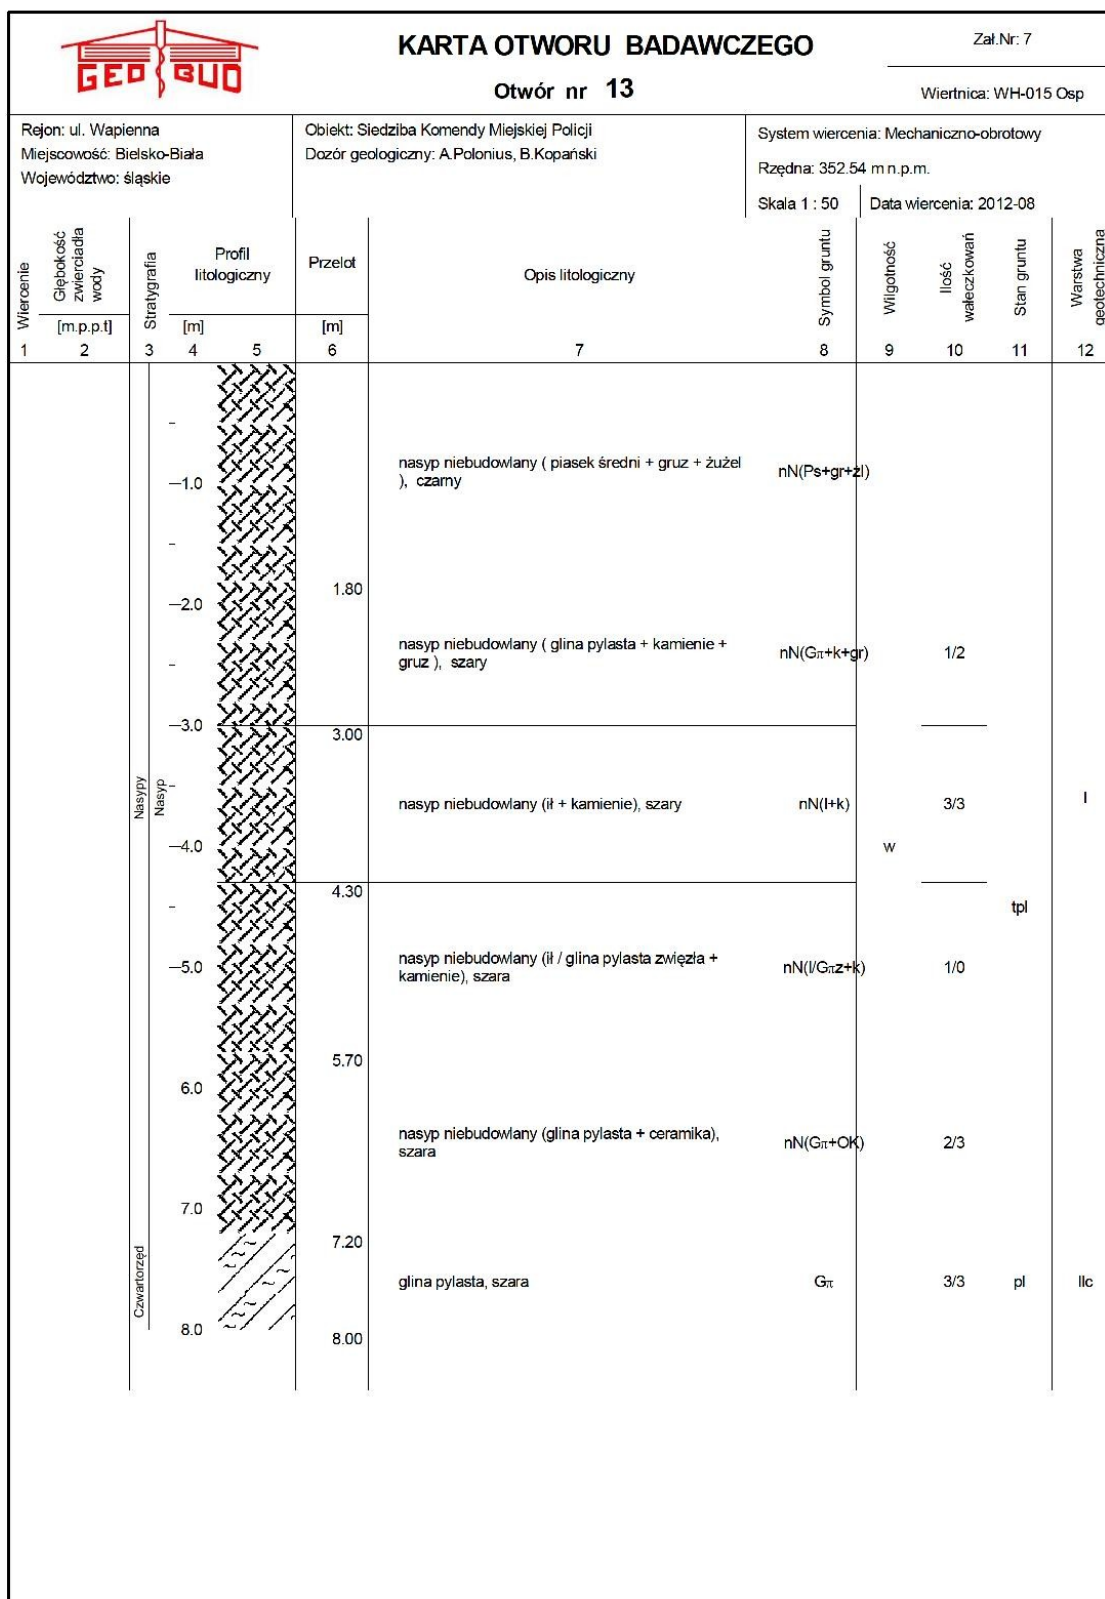 GEO BUD
KARTA OTWORU BADAWCZEGO
Otwór nr 13
Zał.Nr: 7
Wiertnica: WH-015 Osp
Rejon: ul. Wapienna
Miejscowość: Bielsko-Biała
Województwo: śląskie
Obiekt: Siedziba Komendy Miejskiej Policji
Dozór geologiczny: A.Polonius, B.Kopański
System wiercenia: Mechaniczno-obrotowy
Rzędna: 352.54 m n.p.m.
Skala 1 : 50
Data wiercenia: 2012-08
Wiercenie
Głębokość
zwierciadła
wody
[m.p.p.t]
Stratygrafia
Profil
litologiczny
[m]
Przelot
[m]
Opis litologiczny
Symbol gruntu
Wilgotność
Ilość
wałeczkowań
Stan gruntu
Warstwa
geotechniczna
1 2 3 4 5 6 7 8 9 10 11 12
nasyp niebudowlany ( piasek średni + gruz + żużel
), czarny
nN(Ps+gr+żl)
1.0
1.80
2.0
nasyp niebudowlany ( glina pylasta + kamienie +
gruz ), szary
nN(Gπ+k+gr)
1/2
3.0
3.00
Nasypy
Nasyp
nasyp niebudowlany (ił + kamienie), szary
nN(I+k)
3/3
I
4.0
w
4.30
tpl
5.0
nasyp niebudowlany (ił / glina pylasta zwięzła +
kamienie), szara
nN(I/Gπz+k)
1/0
5.70
6.0
nasyp niebudowlany (glina pylasta + ceramika),
szara
nN(Gπ+OK)
2/3
7.0
7.20
Czwartorzęd
glina pylasta, szara
Gπ
3/3
pl
IIc
8.0
8.00